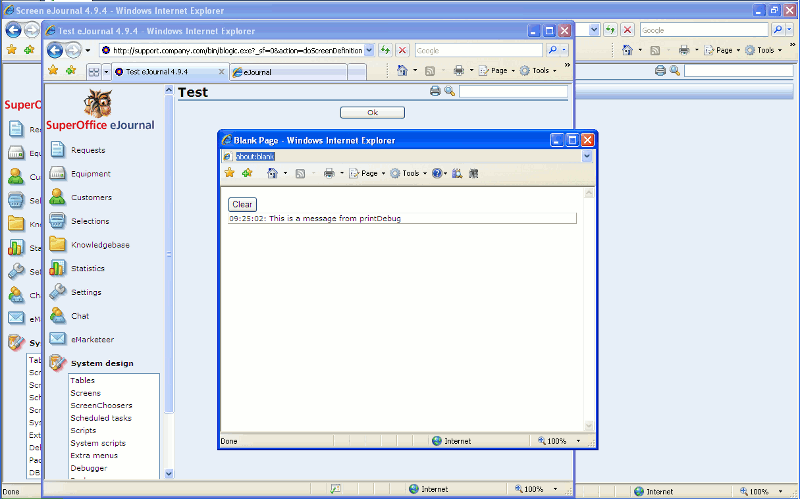 Screen eJournal 4.9.4 - Windows Internet Explorer
Google
Page
Tools
Test eJournal 4.9.4 - Windows Internet Explorer
http://support.company.com/bin/blogic.exe?_sf=0&action=doScreenDefinition
Google
Test eJournal 4.9.4
eJournal
Page
Tools
SuperOffice eJournal
Requests
Equipment
Customers
Selections
Knowledgebase
Statistics
Settings
Chat
eMarketeer
System design
Tables
Screens
ScreenChoosers
Scheduled tasks
Scripts
System scripts
Extra menus
Debugger
Test
Ok
Blank Page - Windows Internet Explorer
about:blank
Page
Tools
Clear
09:25:02: This is a message from printDebug
Done
Internet
100%
Internet
100%
Done
Internet
100%